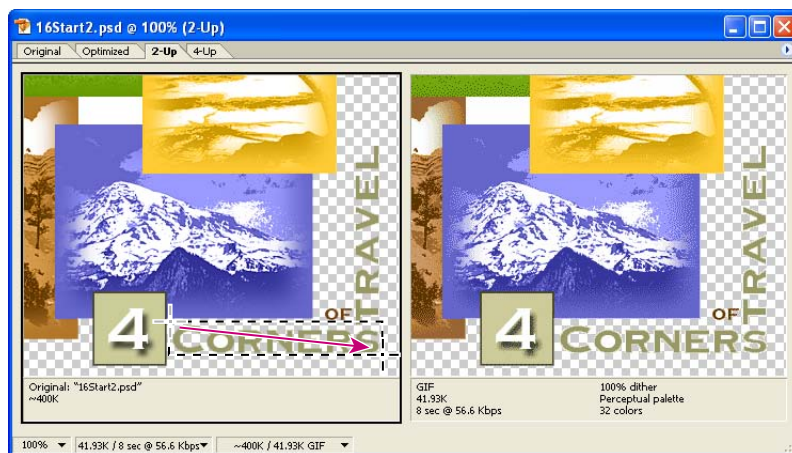 16Start2.psd @ 100% (2-Up)
Original Optimized 2-Up 4-Up
4 CORNERS
OF
TRAVEL
Original: "16Start2.psd"
~400K
4 CORNERS
OF
TRAVEL
GIF
41.93K
8 sec @ 56.6 Kbps
100% dither
Perceptual palette
32 colors
100% 41.93K / 8 sec @ 56.6 Kbps ~400K / 41.93K GIF